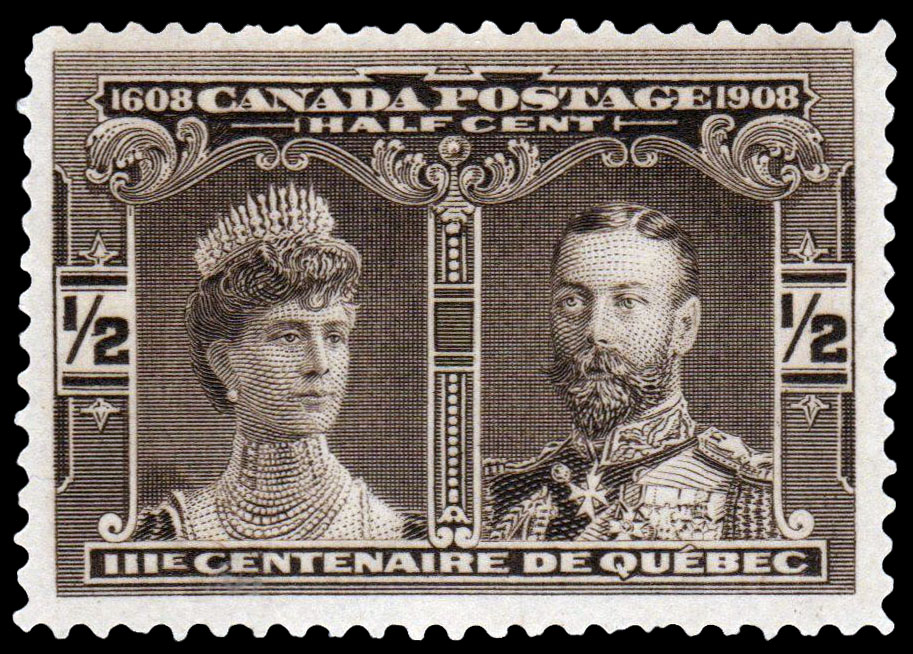 1608 CANADA POSTAGE 1908
HALF CENT
1/2 1/2
IIIE CENTENAIRE DE QUÉBEC